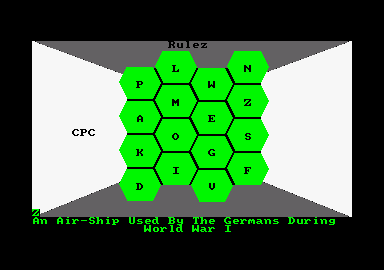 Rulez
L N
P W
M Z
A E
CPC
O S
K G
I F
D V
Z
An Air-Ship Used By The Germans During
World War I